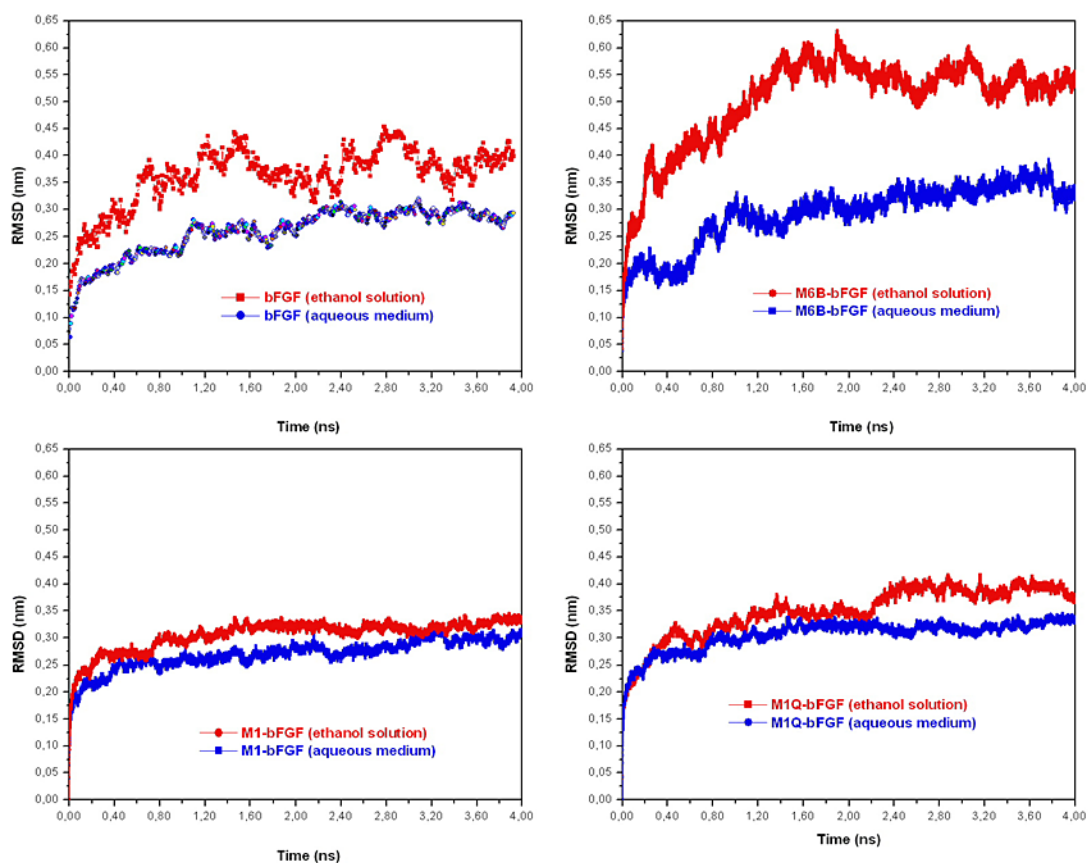 0,65
0,60
0,55
0,50
0,45
0,40
0,35
0,30
0,25
0,20
0,15
0,10
0,05
0,00
RMSD (nm)
bFGF (ethanol solution)
bFGF (aqueous medium)
0,00 0,40 0,80 1,20 1,60 2,00 2,40 2,80 3,20 3,60 4,00
Time (ns)
0,65
0,60
0,55
0,50
0,45
0,40
0,35
0,30
0,25
0,20
0,15
0,10
0,05
0,00
RMSD (nm)
M6B-bFGF (ethanol solution)
M6B-bFGF (aqueous medium)
0,00 0,40 0,80 1,20 1,60 2,00 2,40 2,80 3,20 3,60 4,00
Time (ns)
0,65
0,60
0,55
0,50
0,45
0,40
0,35
0,30
0,25
0,20
0,15
0,10
0,05
0,00
RMSD (nm)
M1-bFGF (ethanol solution)
M1-bFGF (aqueous medium)
0,00 0,40 0,80 1,20 1,60 2,00 2,40 2,80 3,20 3,60 4,00
Time (ns)
0,65
0,60
0,55
0,50
0,45
0,40
0,35
0,30
0,25
0,20
0,15
0,10
0,05
0,00
RMSD (nm)
M1Q-bFGF (ethanol solution)
M1Q-bFGF (aqueous medium)
0,00 0,40 0,80 1,20 1,60 2,00 2,40 2,80 3,20 3,60 4,00
Time (ns)